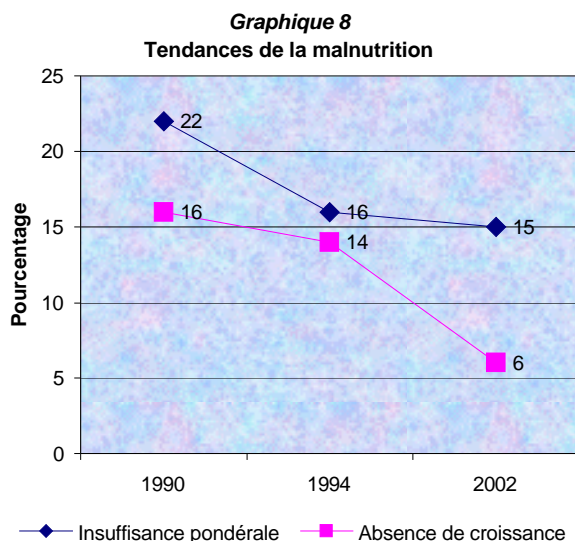 Graphique 8
Tendances de la malnutrition
25
20
15
10
5
0
Pourcentage
22
16
15
16
14
6
1990 1994 2002
Insuffisance pondérale Absence de croissance